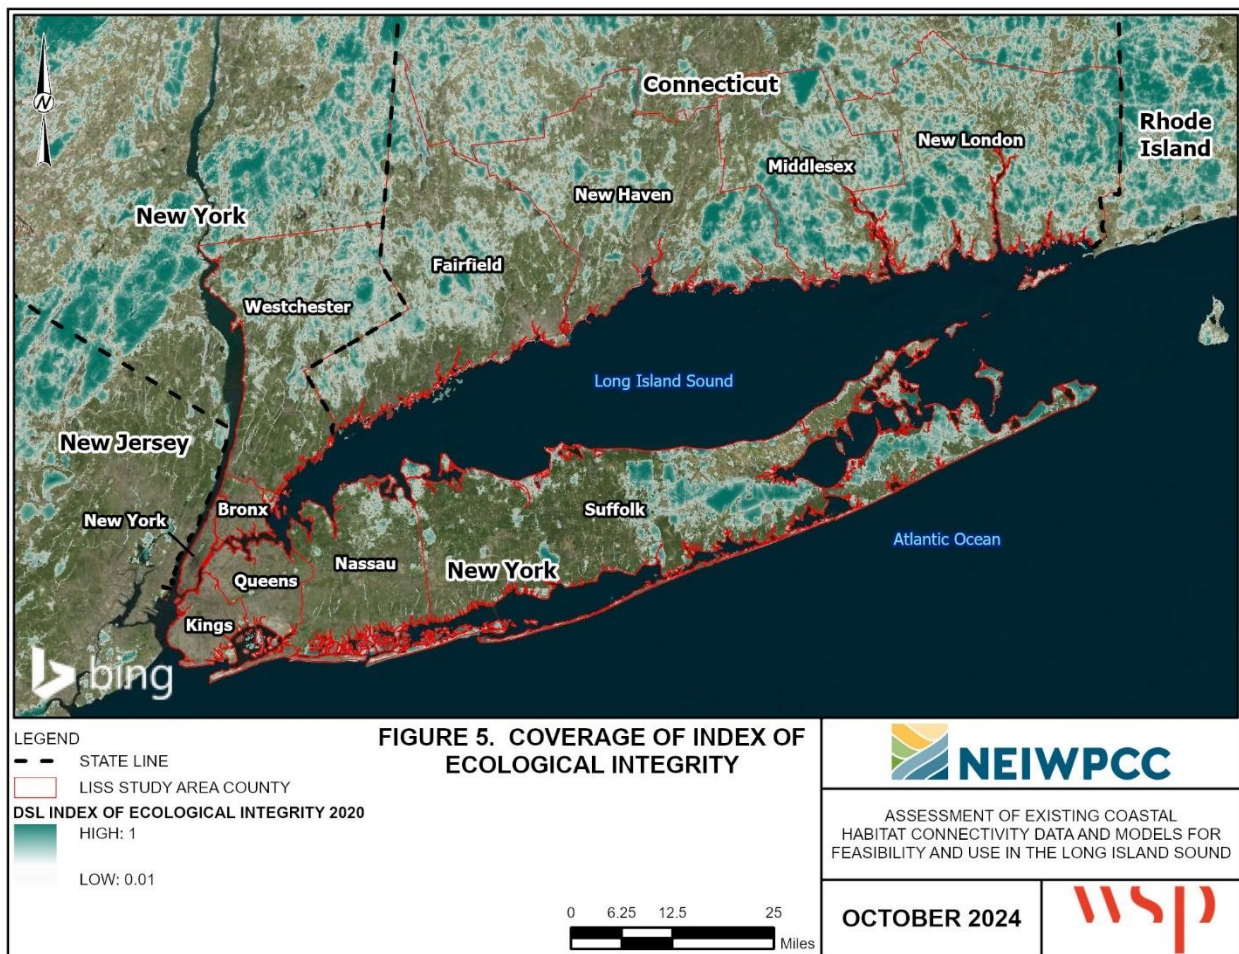 N
Connecticut
Rhode
Island
New London
Middlesex
New Haven
New York
Fairfield
Westchester
Long Island Sound
New Jersey
Bronx
New York
Suffolk
Atlantic Ocean
Nassau
New York
Queens
Kings
bing
LEGEND
STATE LINE
LISS STUDY AREA COUNTY
DSL INDEX OF ECOLOGICAL INTEGRITY 2020
HIGH: 1
LOW: 0.01
FIGURE 5. COVERAGE OF INDEX OF
ECOLOGICAL INTEGRITY
0 6.25 12.5 25
Miles
NEIWPCC
ASSESSMENT OF EXISTING COASTAL
HABITAT CONNECTIVITY DATA AND MODELS FOR
FEASIBILITY AND USE IN THE LONG ISLAND SOUND
OCTOBER 2024
wsp